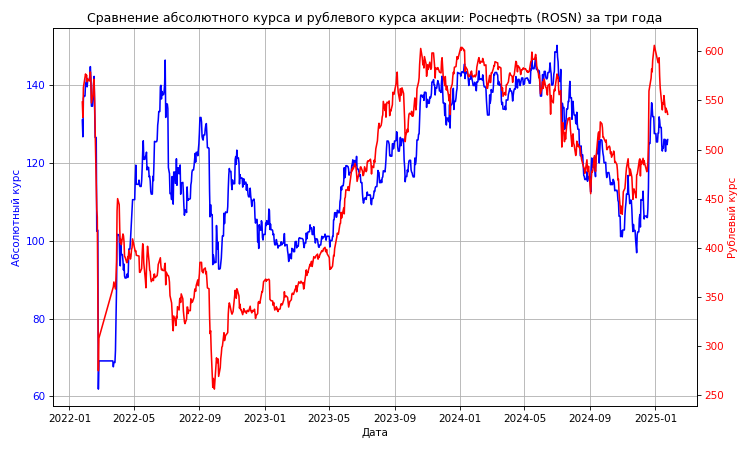 Сравнение абсолютного курса и рублевого курса акции: Роснефть (ROSN) за три года
140
120
100
80
60
600
550
500
450
400
350
300
250
Абсолютный курс
Рублевый курс
2022-01 2022-05 2022-09 2023-01 2023-05 2023-09 2024-01 2024-05 2024-09 2025-01
Дата